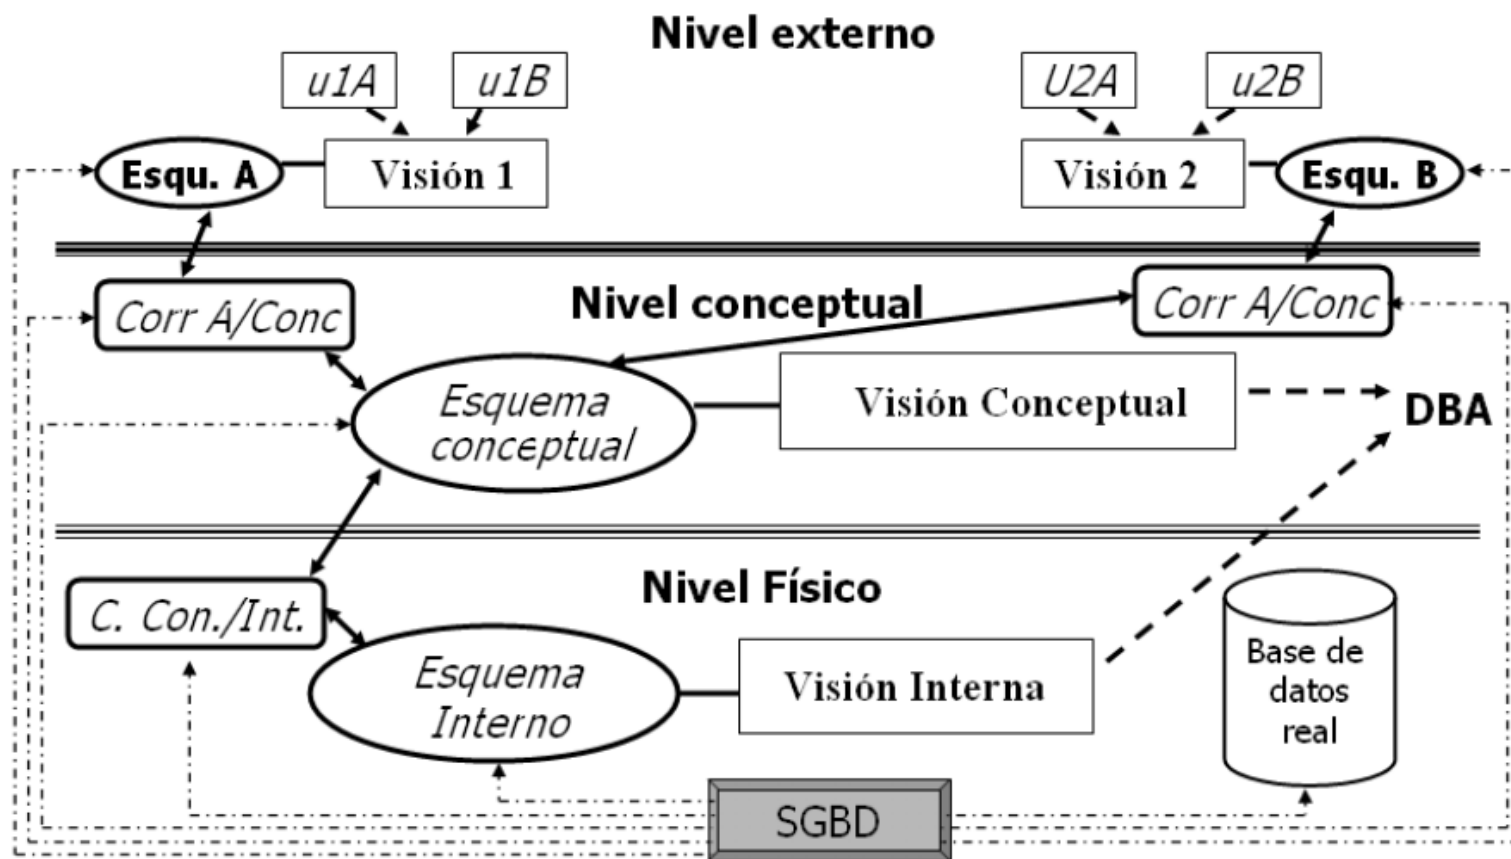 Nivel externo
u1A
u1B
U2A
u2B
Esqu. A
Visión 1
Visión 2
Esqu. B
Corr A/Conc
Nivel conceptual
Corr A/Conc
Esquema
conceptual
Visión Conceptual
DBA
C. Con./Int.
Nivel Físico
Esquema
Interno
Visión Interna
Base de
datos
real
SGBD